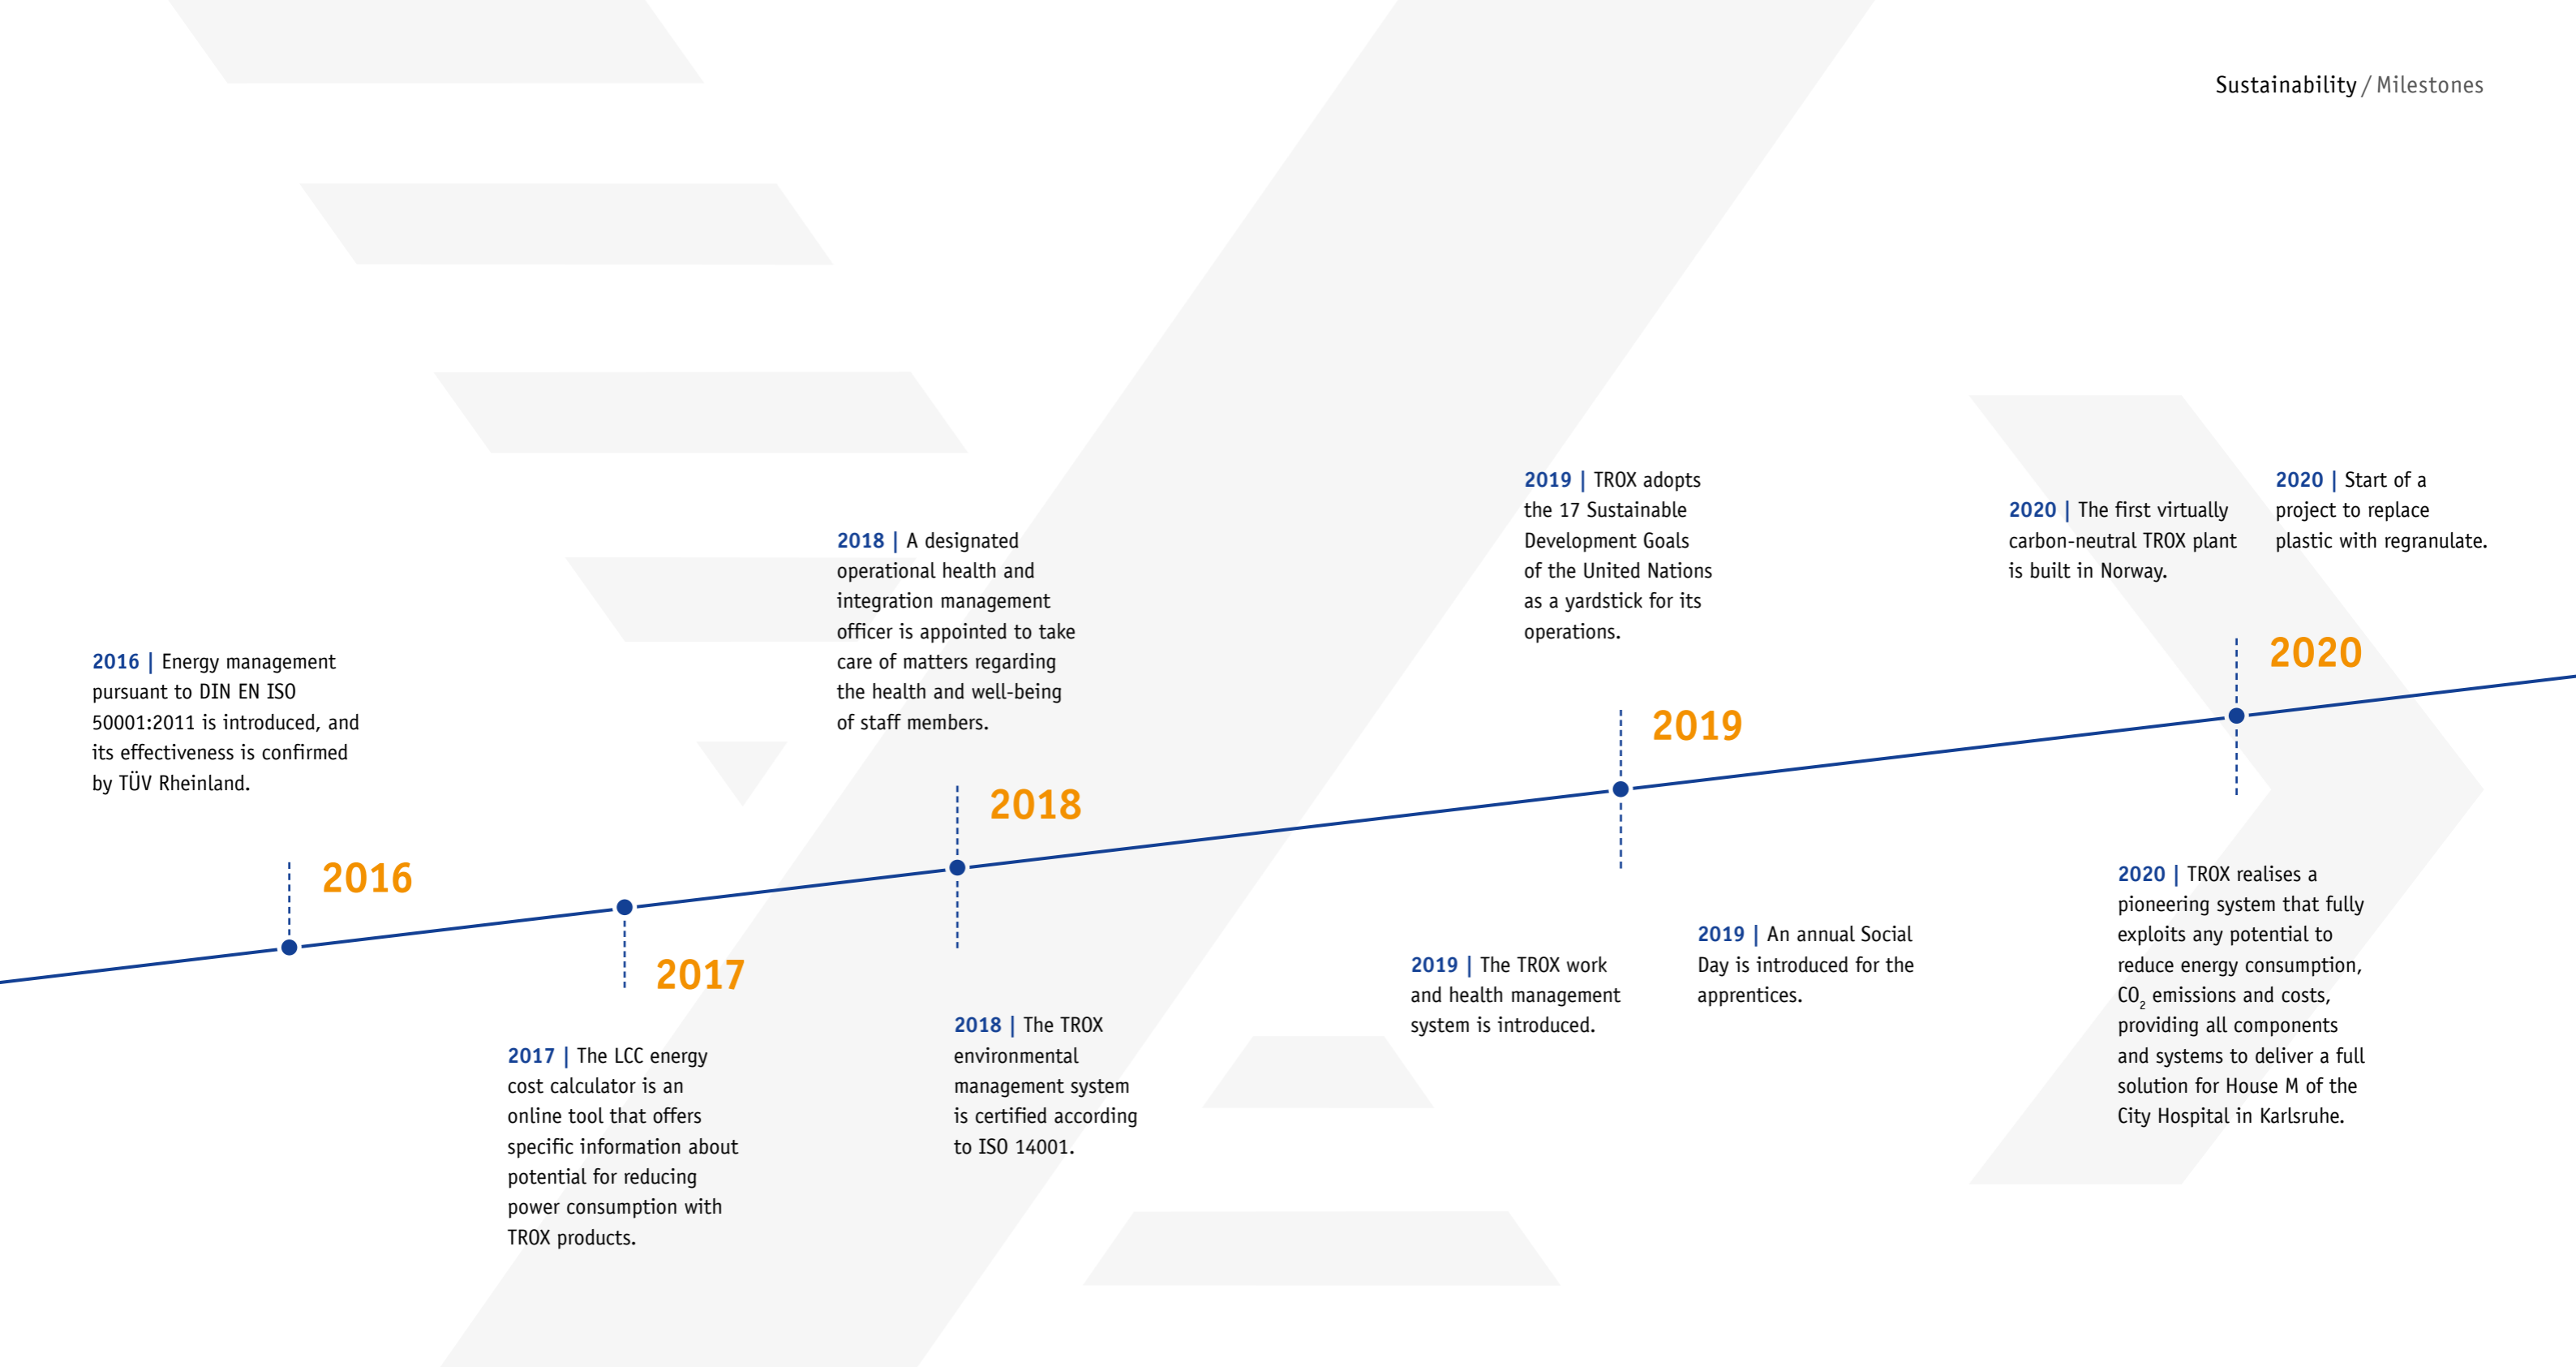 Sustainability / Milestones
2016 | Energy management
pursuant to DIN EN ISO
50001:2011 is introduced, and
its effectiveness is confirmed
by TÜV Rheinland.
2016
2017
2017 | The LCC energy
cost calculator is an
online tool that offers
specific information about
potential for reducing
power consumption with
TROX products.
2018 | A designated
operational health and
integration management
officer is appointed to take
care of matters regarding
the health and well-being
of staff members.
2018
2018 | The TROX
environmental
management system
is certified according
to ISO 14001.
2019 | TROX adopts
the 17 Sustainable
Development Goals
of the United Nations
as a yardstick for its
operations.
2019
2019 | The TROX work
and health management
system is introduced.
2019 | An annual Social
Day is introduced for the
apprentices.
2020 | The first virtually
carbon-neutral TROX plant
is built in Norway.
2020 | Start of a
project to replace
plastic with regranulate.
2020
2020 | TROX realises a
pioneering system that fully
exploits any potential to
reduce energy consumption,
CO₂ emissions and costs,
providing all components
and systems to deliver a full
solution for House M of the
City Hospital in Karlsruhe.